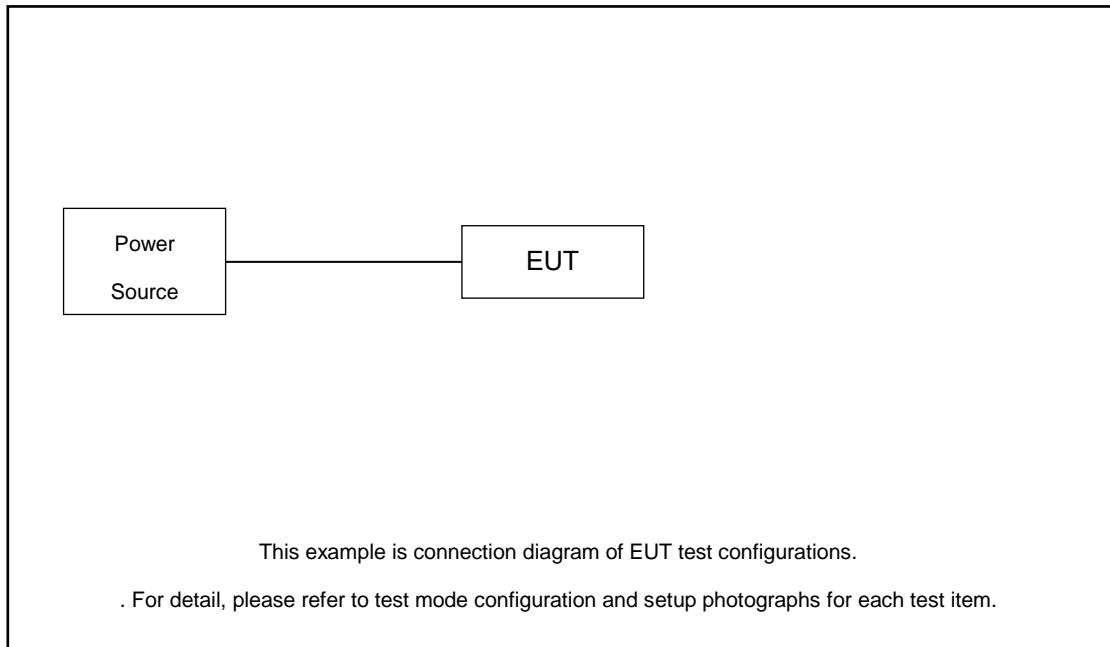 Power
Source
EUT
This example is connection diagram of EUT test configurations.
. For detail, please refer to test mode configuration and setup photographs for each test item.